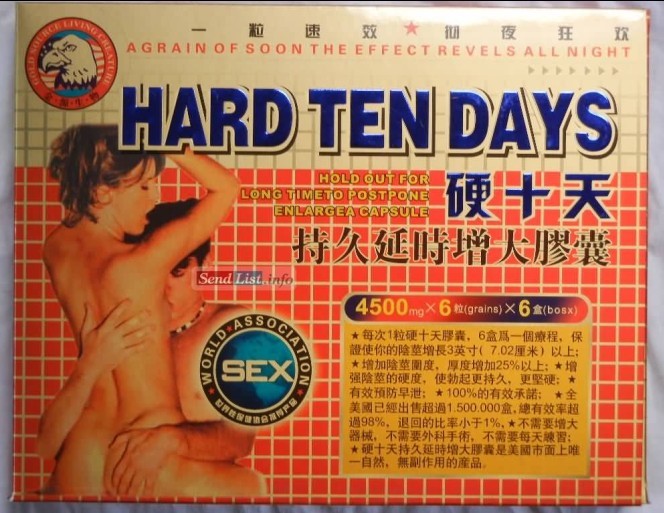 一粒速效★彻夜狂欢
A GRAIN OF SOON THE EFFECT REVELS ALL NIGHT
GOLD SOURCE LIVING CREATURE
HARD TEN DAYS
HOLD OUT FOR
LONG TIMETO POSTPONE
ENLARGEA CAPSULE
硬十天
持久延時增大膠囊
Send List.info
4500mg×6粒(grains)×6盒(bosx)
WORLD★ASSOCIATION
SEX
★每次1粒硬十天膠囊，6盒爲一個療程，保
證使你的陰莖增長3英寸( 7.02厘米) 以上;
★增加陰莖圍度，厚度增加25%以上; ★增
强陰莖的硬度，使勃起更持久，更堅硬; ★
有效預防早泄; ★100%的有效承諾; ★全
美國已經出售超過1.500.000盒,總有效率超
過98%，退回的比率小于1%,★不需要增大
器械，不需要外科手術，不需要每天練習;
★硬十天持久延時增大膠囊是美國市面上唯
一自然，無副作用的産品。